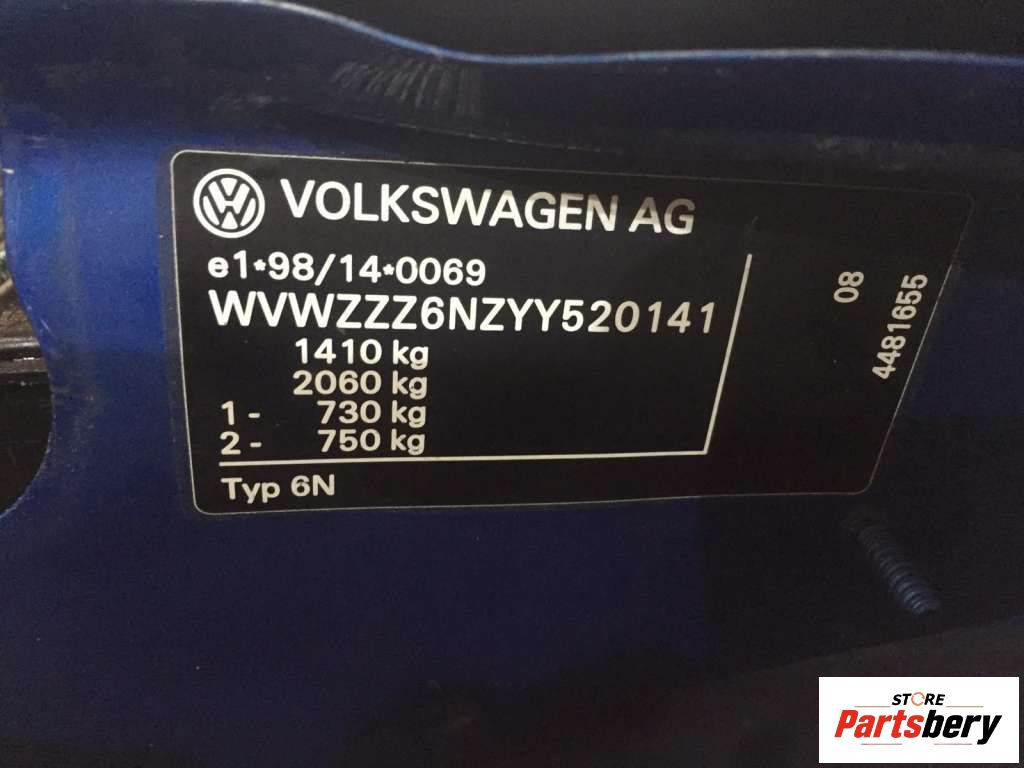 VOLKSWAGEN AG
e1*98/14*0069
WVWZZZ6NZYY520141
1410 kg
2060 kg
1- 730 kg
2- 750 kg
Typ 6N
08
4481655
STORE
Partsbery